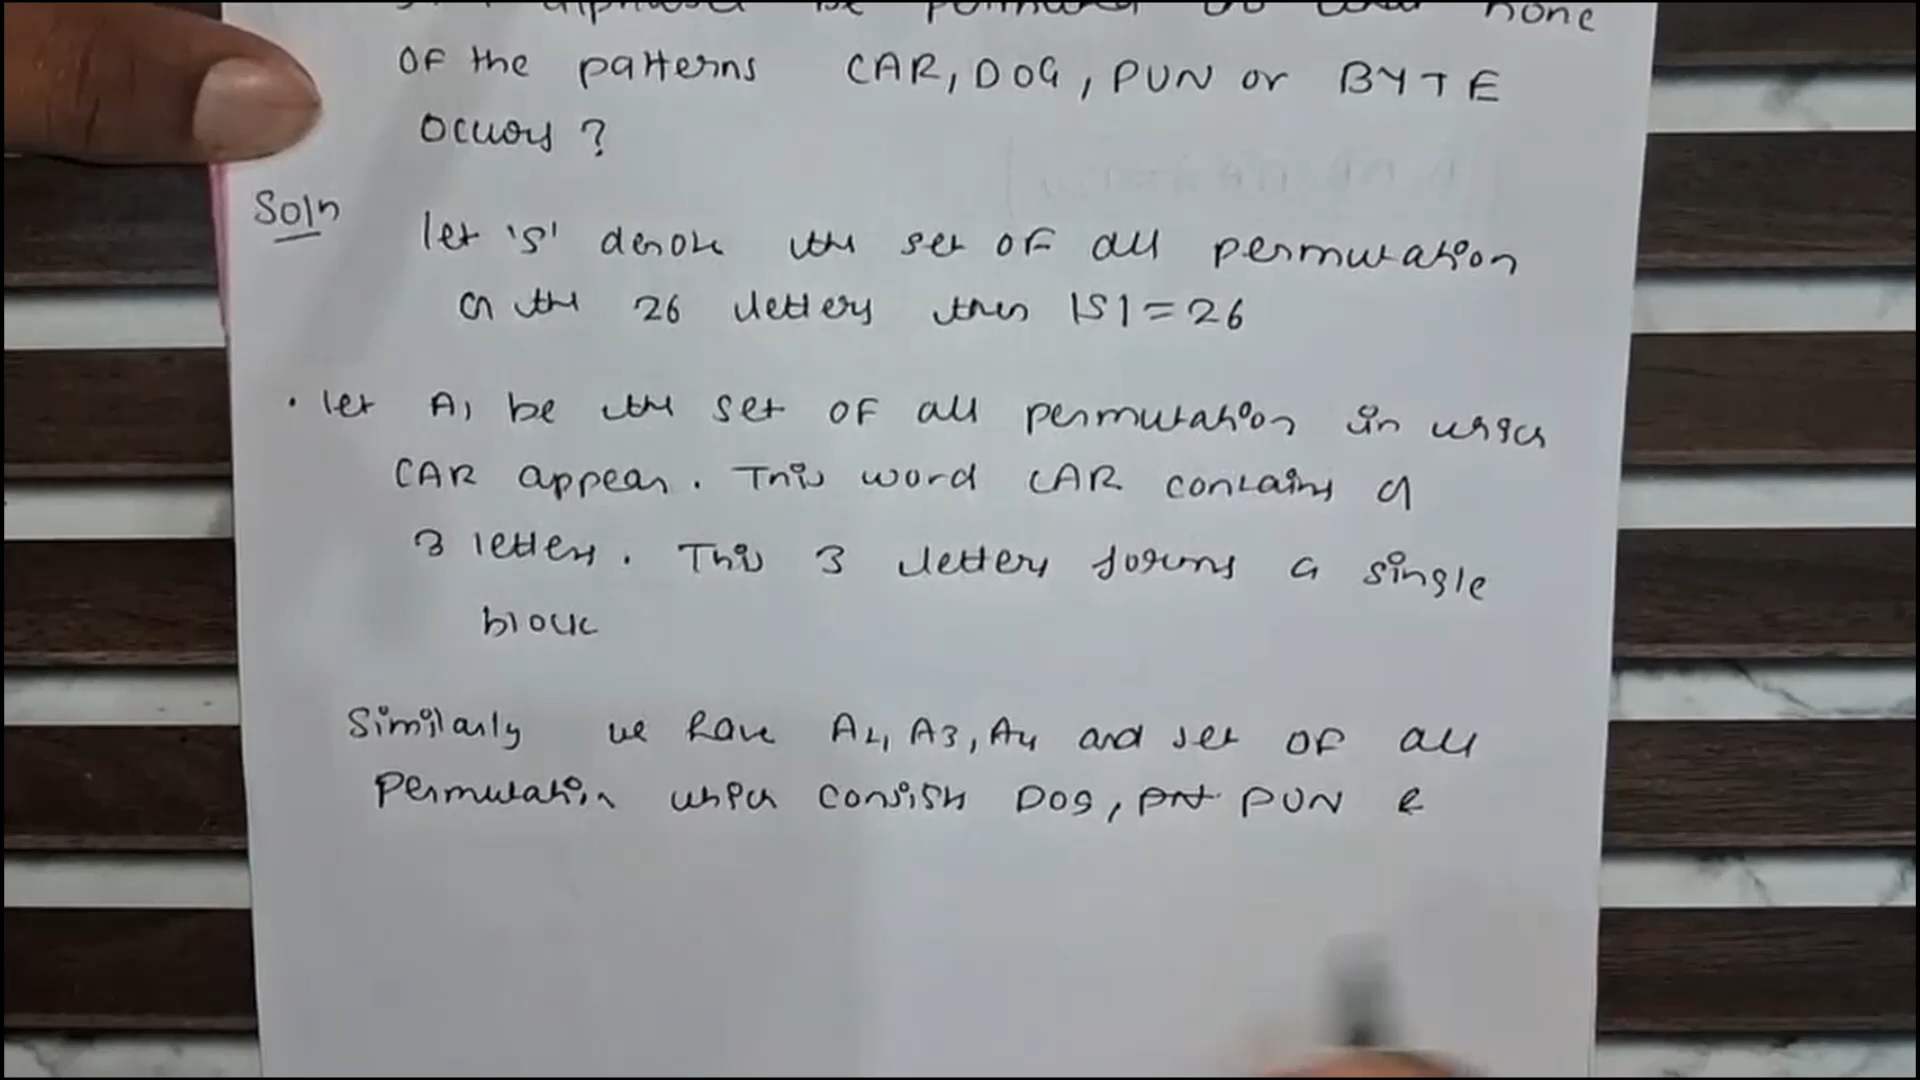 be none
OF the patterns CAR, DOG, PUN or BYTE
occurs ?
Soln
let 'S' denote the set OF all permutation
of the 26 letters then |S| = 26
. let A1 be the set OF all permutation in which
CAR appear. This word CAR contains of
3 letters. This 3 letters forms a single
block
Similarly we have A2, A3, A4 and set OF all
permutation which consists DOG, PUN &